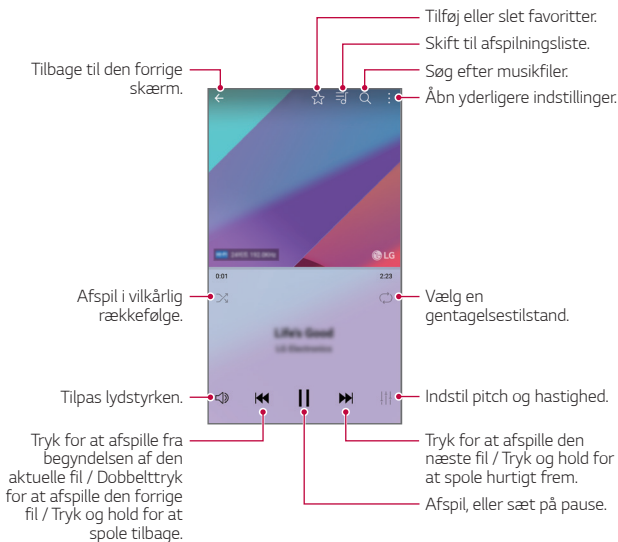 Tilføj eller slet favoritter.
Skift til afspilningsliste.
Søg efter musikfiler.
Åbn yderligere indstillinger.
Tilbage til den forrige
skærm.
LG
0:01
2:23
Afspil i vilkårlig
rækkefølge.
Vælg en
gentagelsestilstand.
Life's Good
LG Electronics
Tilpas lydstyrken.
Indstil pitch og hastighed.
Tryk for at afspille fra
begyndelsen af den
aktuelle fil / Dobbelttryk
for at afspille den forrige
fil / Tryk og hold for at
spole tilbage.
Tryk for at afspille den
næste fil / Tryk og hold for
at spole hurtigt frem.
Afspil, eller sæt på pause.